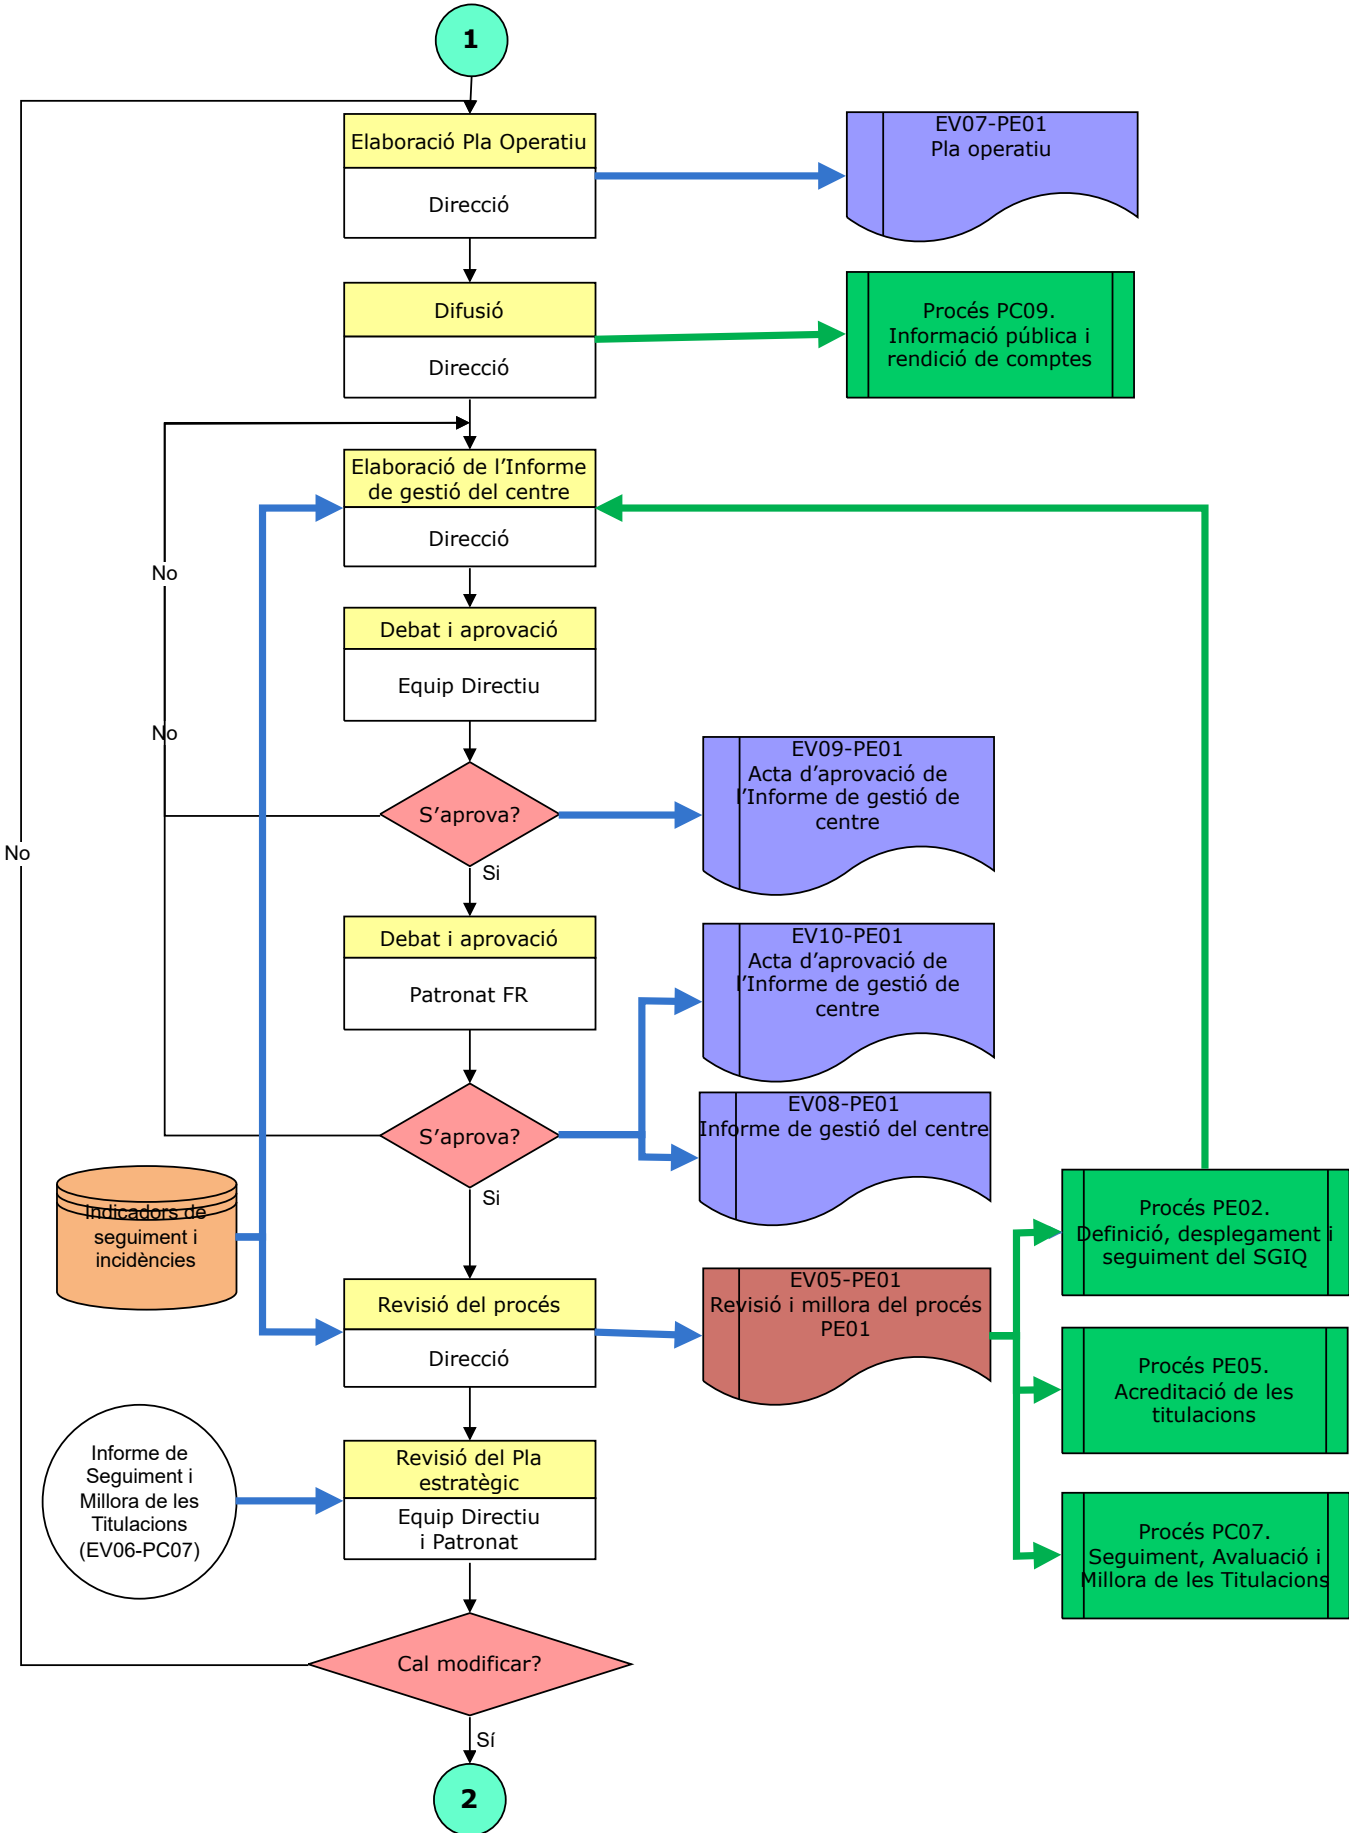 1
Elaboració Pla Operatiu
Direcció
EV07-PE01
Pla operatiu
Difusió
Direcció
Procés PC09.
Informació pública i
rendició de comptes
Elaboració de l’Informe
de gestió del centre
Direcció
No
Debat i aprovació
Equip Directiu
No
S’aprova?
Si
EV09-PE01
Acta d’aprovació de
l’Informe de gestió de
centre
No
Debat i aprovació
Patronat FR
EV10-PE01
Acta d’aprovació de
l’Informe de gestió de
centre
S’aprova?
Si
EV08-PE01
Informe de gestió del centre
Indicadors de
seguiment i
incidències
Procés PE02.
Definició, desplegament i
seguiment del SGIQ
Revisió del procés
Direcció
EV05-PE01
Revisió i millora del procés
PE01
Procés PE05.
Acreditació de les
titulacions
Informe de
Seguiment i
Millora de les
Titulacions
(EV06-PC07)
Revisió del Pla
estratègic
Equip Directiu
i Patronat
Procés PC07.
Seguiment, Avaluació i
Millora de les Titulacions
Cal modificar?
Sí
2